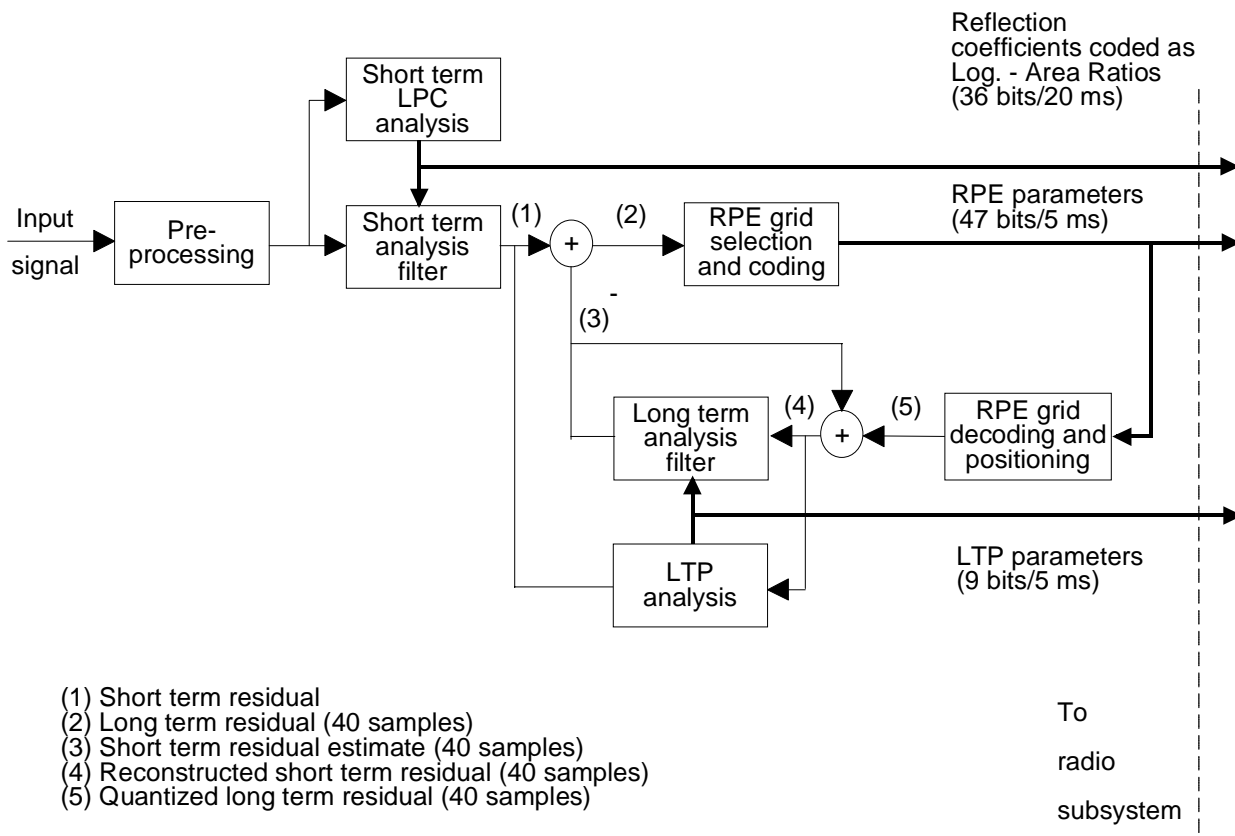 Reflection
coefficients coded as
Log. - Area Ratios
(36 bits/20 ms)
Short term
LPC
analysis
Input
signal
Pre-
processing
Short term
analysis
filter
(1)
+
(2)
RPE grid
selection
and coding
RPE parameters
(47 bits/5 ms)
-
(3)
Long term
analysis
filter
(4)
+
(5)
RPE grid
decoding and
positioning
LTP
analysis
LTP parameters
(9 bits/5 ms)
(1) Short term residual
(2) Long term residual (40 samples)
(3) Short term residual estimate (40 samples)
(4) Reconstructed short term residual (40 samples)
(5) Quantized long term residual (40 samples)
To
radio
subsystem